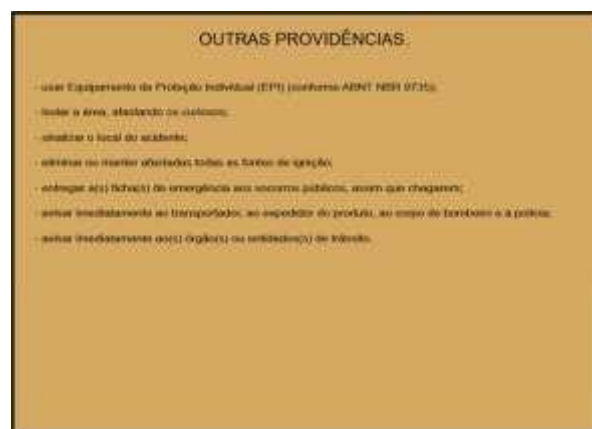 OUTRAS PROVIDÊNCIAS.
- usar Equipamento de Proteção Individual (EPI) (conforme ABNT NBR 9735);
- isolar a área, afastando os curiosos;
- sinalizar o local do acidente;
- eliminar ou manter afastadas todas as fontes de ignição;
- entregar a(s) ficha(s) de emergência aos socorros públicos, assim que chegarem;
- avisar imediatamente ao transportador, ao expedidor do produto, ao corpo de bombeiro e a polícia;
- avisar imediatamente ao(s) órgão(s) ou entidades(s) de trânsito.